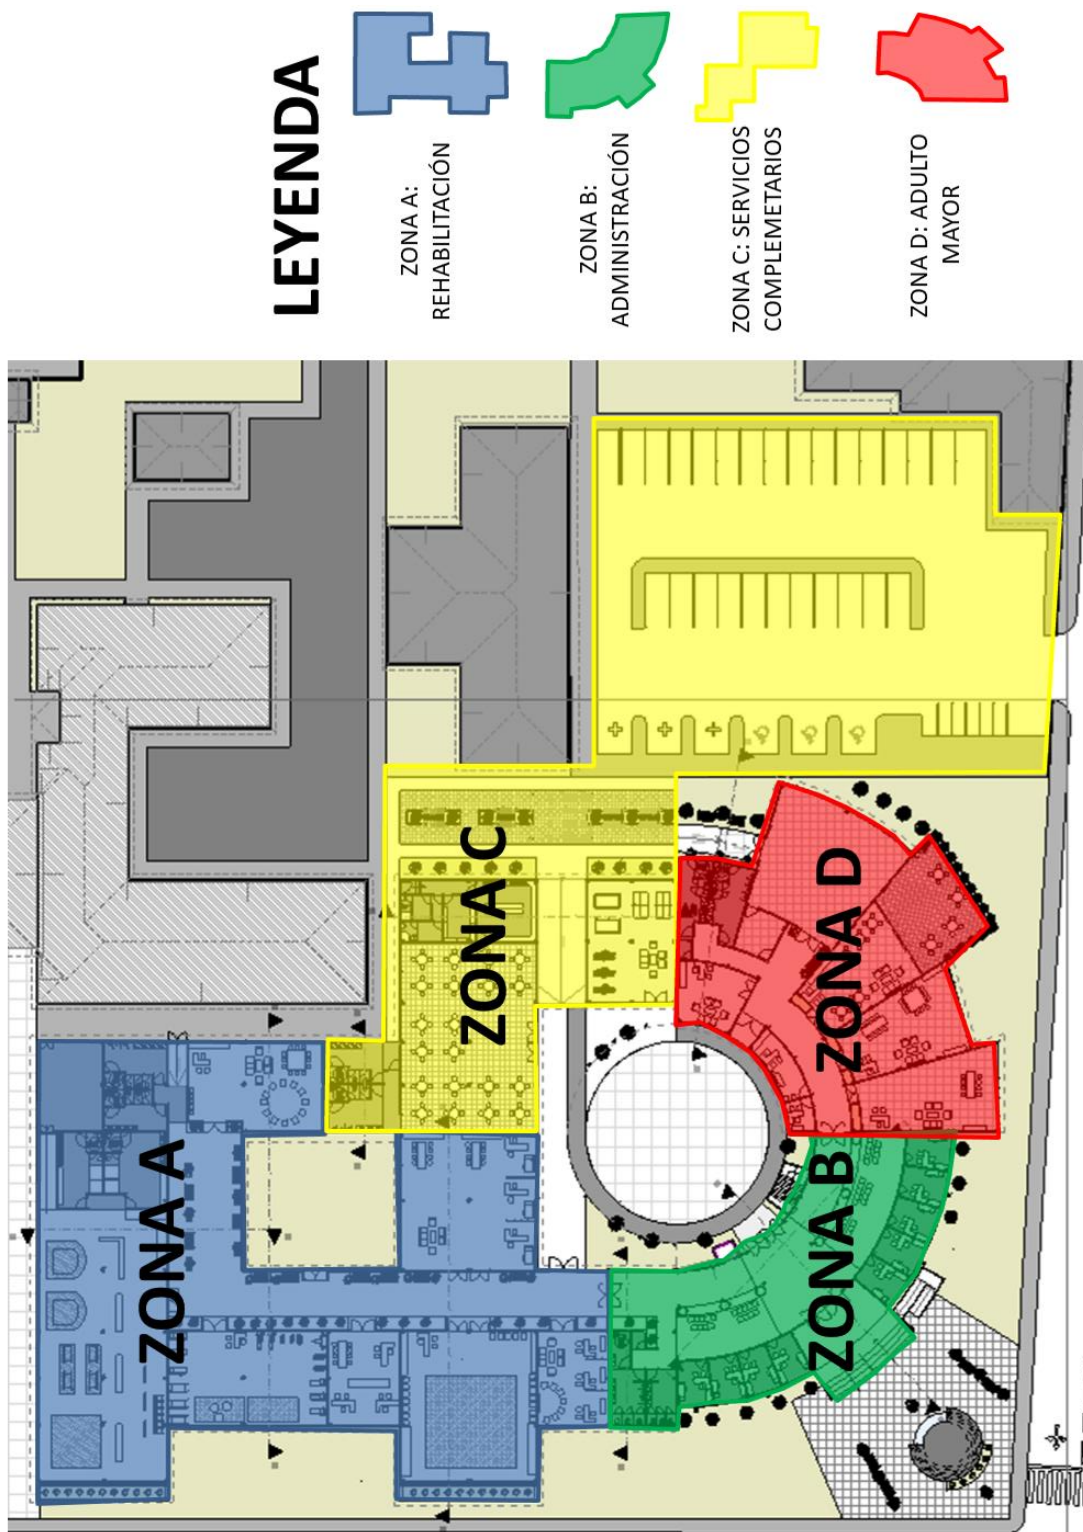 LEYENDA
ZONA A:
REHABILITACIÓN
ZONA B:
ADMINISTRACIÓN
ZONA C: SERVICIOS
COMPLEMETARIOS
ZONA D: ADULTO
MAYOR
ZONA A
ZONA C
ZONA B
ZONA D